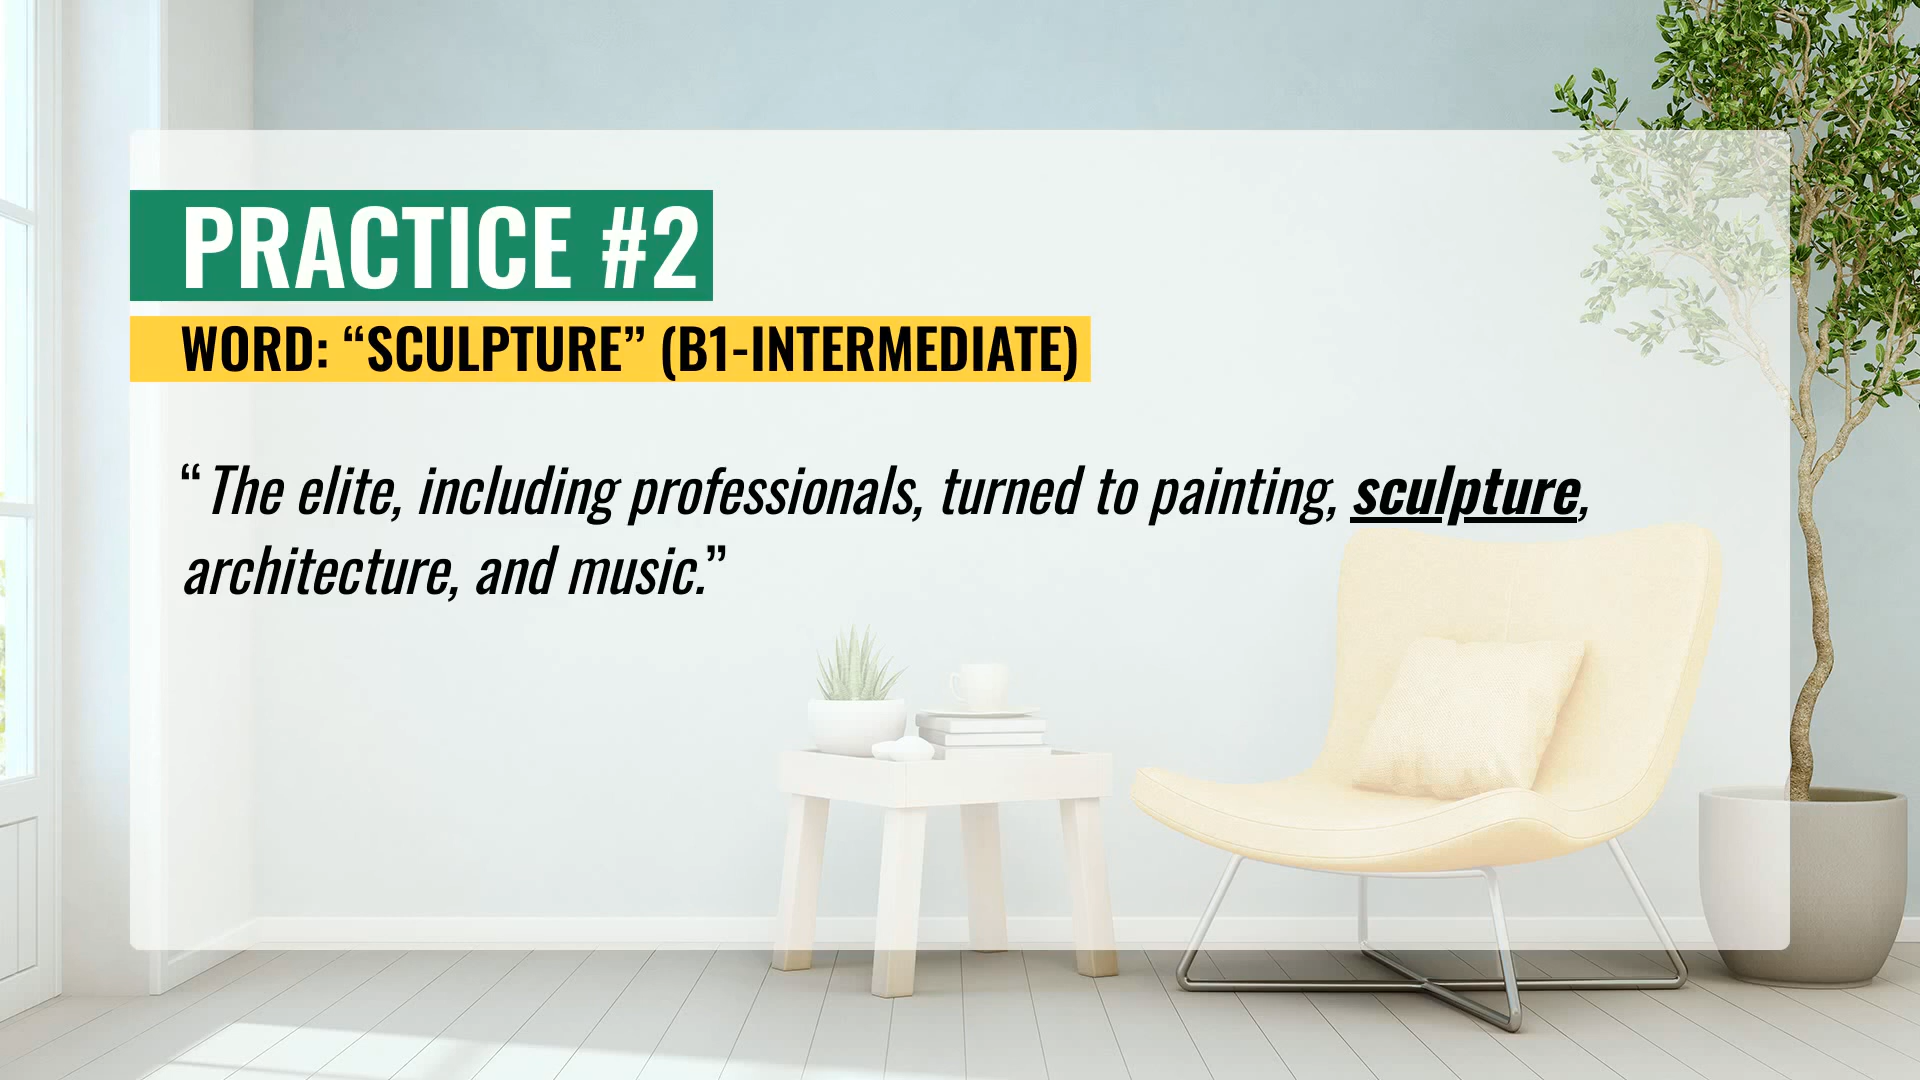 PRACTICE #2
WORD: “SCULPTURE” (B1-INTERMEDIATE)
“The elite, including professionals, turned to painting, sculpture,
architecture, and music.”